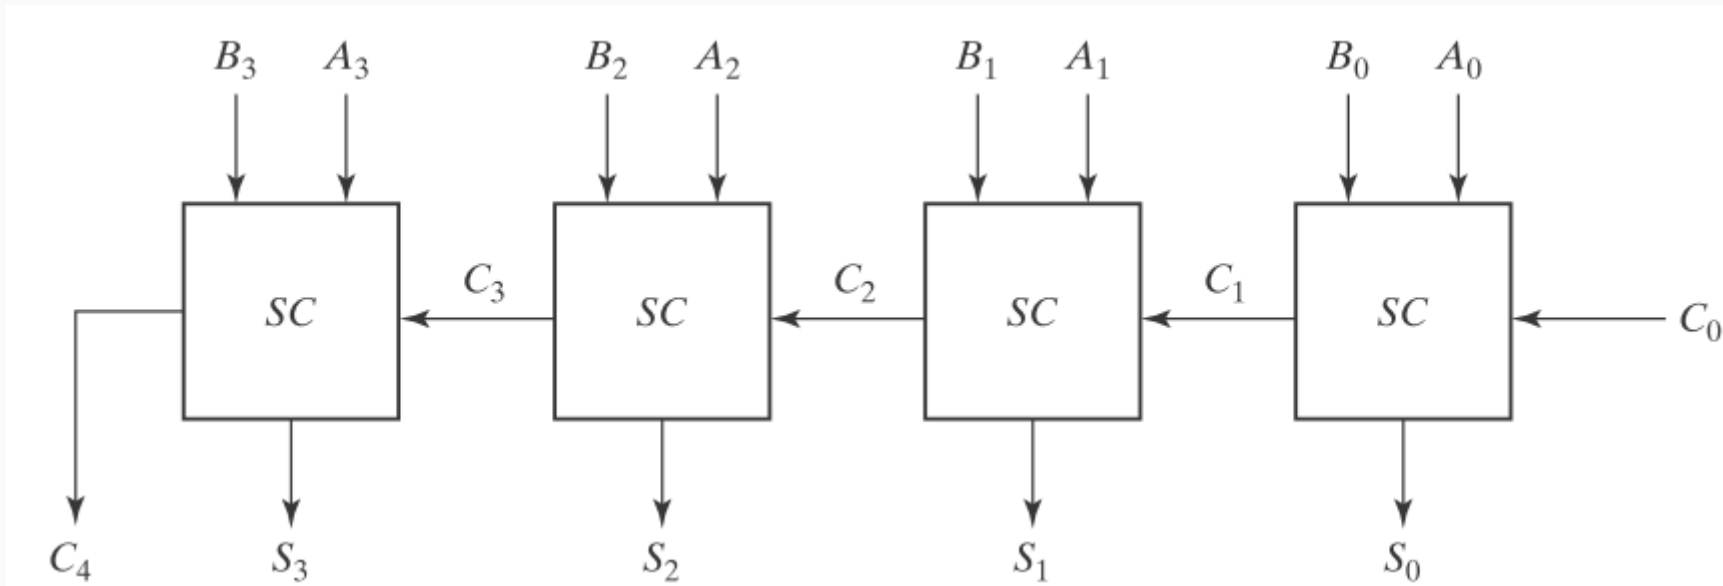 B₃ A₃ B₂ A₂ B₁ A₁ B₀ A₀
C₃ C₂ C₁
SC SC SC SC C₀
C₄ S₃ S₂ S₁ S₀